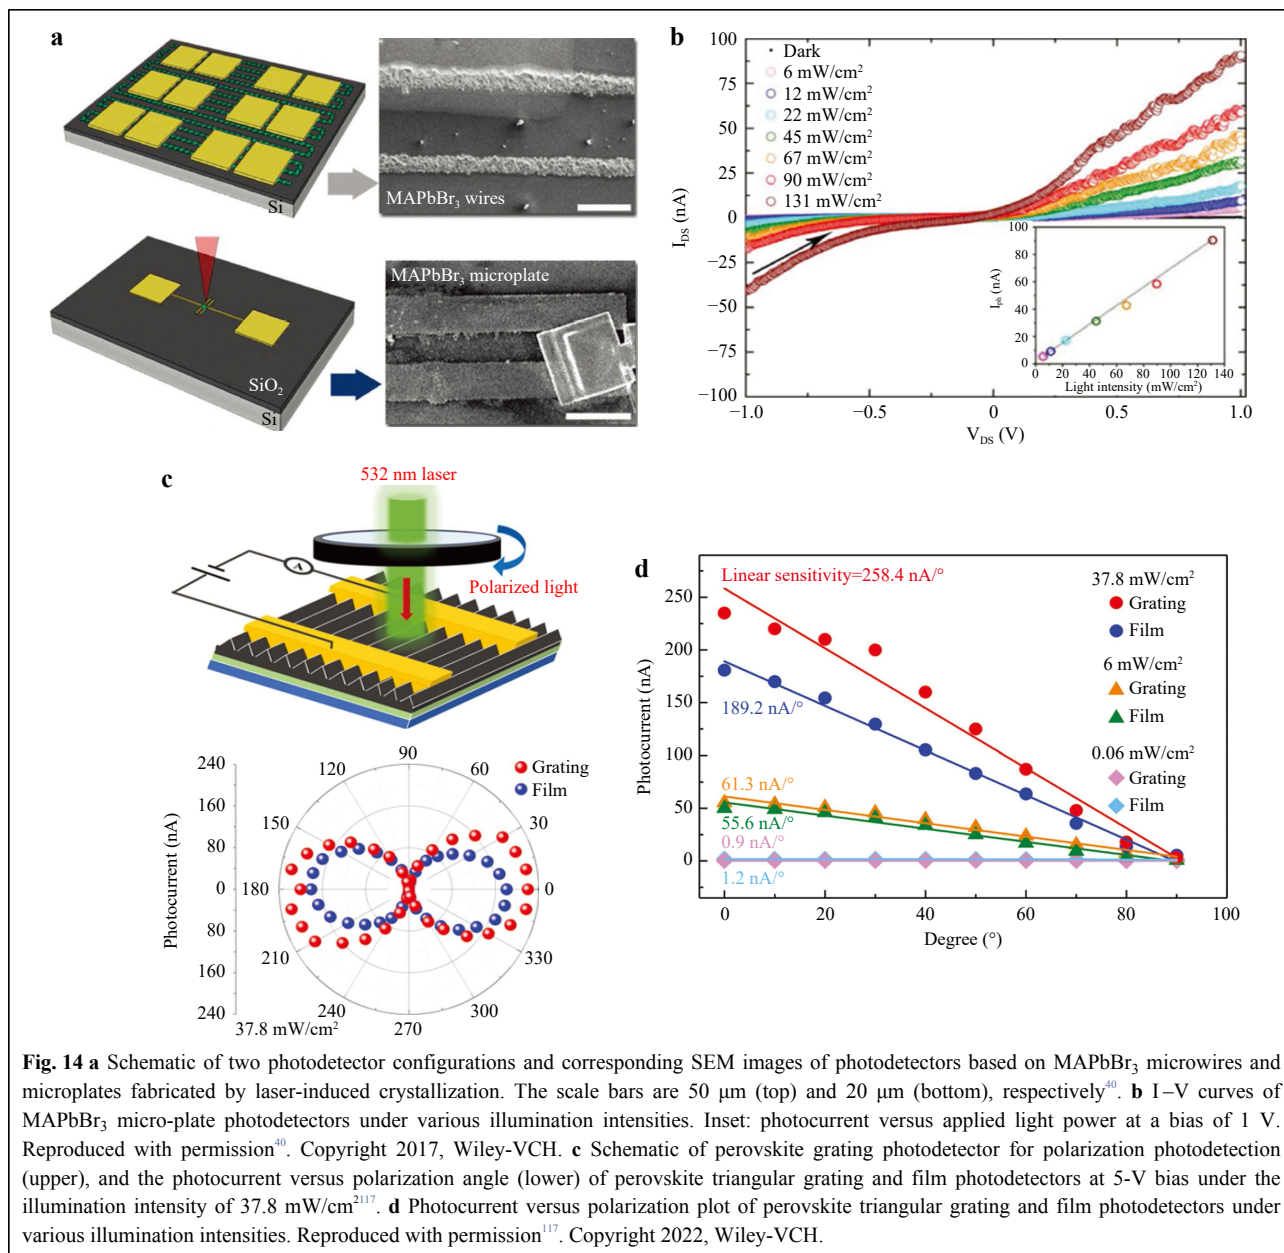 a
Si
MAPbBr₃ wires
SiO₂
Si
MAPbBr₃ microplate
b
100
75
50
25
0
−25
−50
−75
−100
I_DS (nA)
Dark
6 mW/cm²
12 mW/cm²
22 mW/cm²
45 mW/cm²
67 mW/cm²
90 mW/cm²
131 mW/cm²
100
80
60
40
20
0
I_ph (nA)
0 20 40 60 80 100 120 140
Light intensity (mW/cm²)
−1.0 −0.5 0 0.5 1.0
V_DS (V)
c
532 nm laser
A
Polarized light
240
160
80
0
80
160
240
Photocurrent (nA)
90
120 60
150 30
180 0
210 330
240 300
270
Grating
Film
37.8 mW/cm²
d
Linear sensitivity=258.4 nA/°
189.2 nA/°
61.3 nA/°
55.6 nA/°
0.9 nA/°
1.2 nA/°
37.8 mW/cm²
Grating
Film
6 mW/cm²
Grating
Film
0.06 mW/cm²
Grating
Film
250
200
150
100
50
0
Photocurrent (nA)
0 20 40 60 80 100
Degree (°)
Fig. 14 a Schematic of two photodetector configurations and corresponding SEM images of photodetectors based on MAPbBr₃ microwires and
microplates fabricated by laser-induced crystallization. The scale bars are 50 μm (top) and 20 μm (bottom), respectively⁴⁰. b I–V curves of
MAPbBr₃ micro-plate photodetectors under various illumination intensities. Inset: photocurrent versus applied light power at a bias of 1 V.
Reproduced with permission⁴⁰. Copyright 2017, Wiley-VCH. c Schematic of perovskite grating photodetector for polarization photodetection
(upper), and the photocurrent versus polarization angle (lower) of perovskite triangular grating and film photodetectors at 5-V bias under the
illumination intensity of 37.8 mW/cm²¹¹⁷. d Photocurrent versus polarization plot of perovskite triangular grating and film photodetectors under
various illumination intensities. Reproduced with permission¹¹⁷. Copyright 2022, Wiley-VCH.